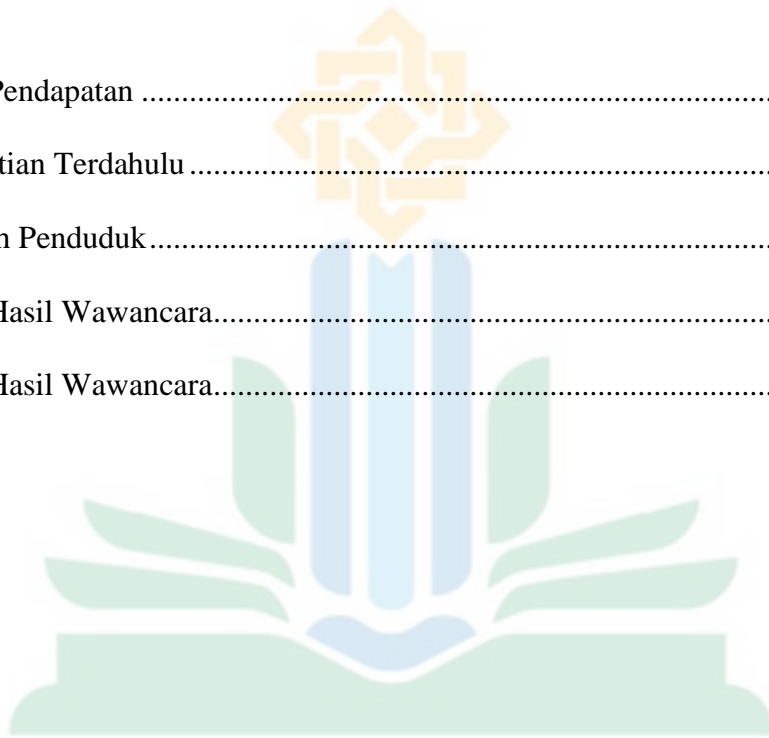 Pendapatan ........................................................................................
tian Terdahulu ..................................................................................
n Penduduk........................................................................................
Hasil Wawancara................................................................................
Hasil Wawancara................................................................................